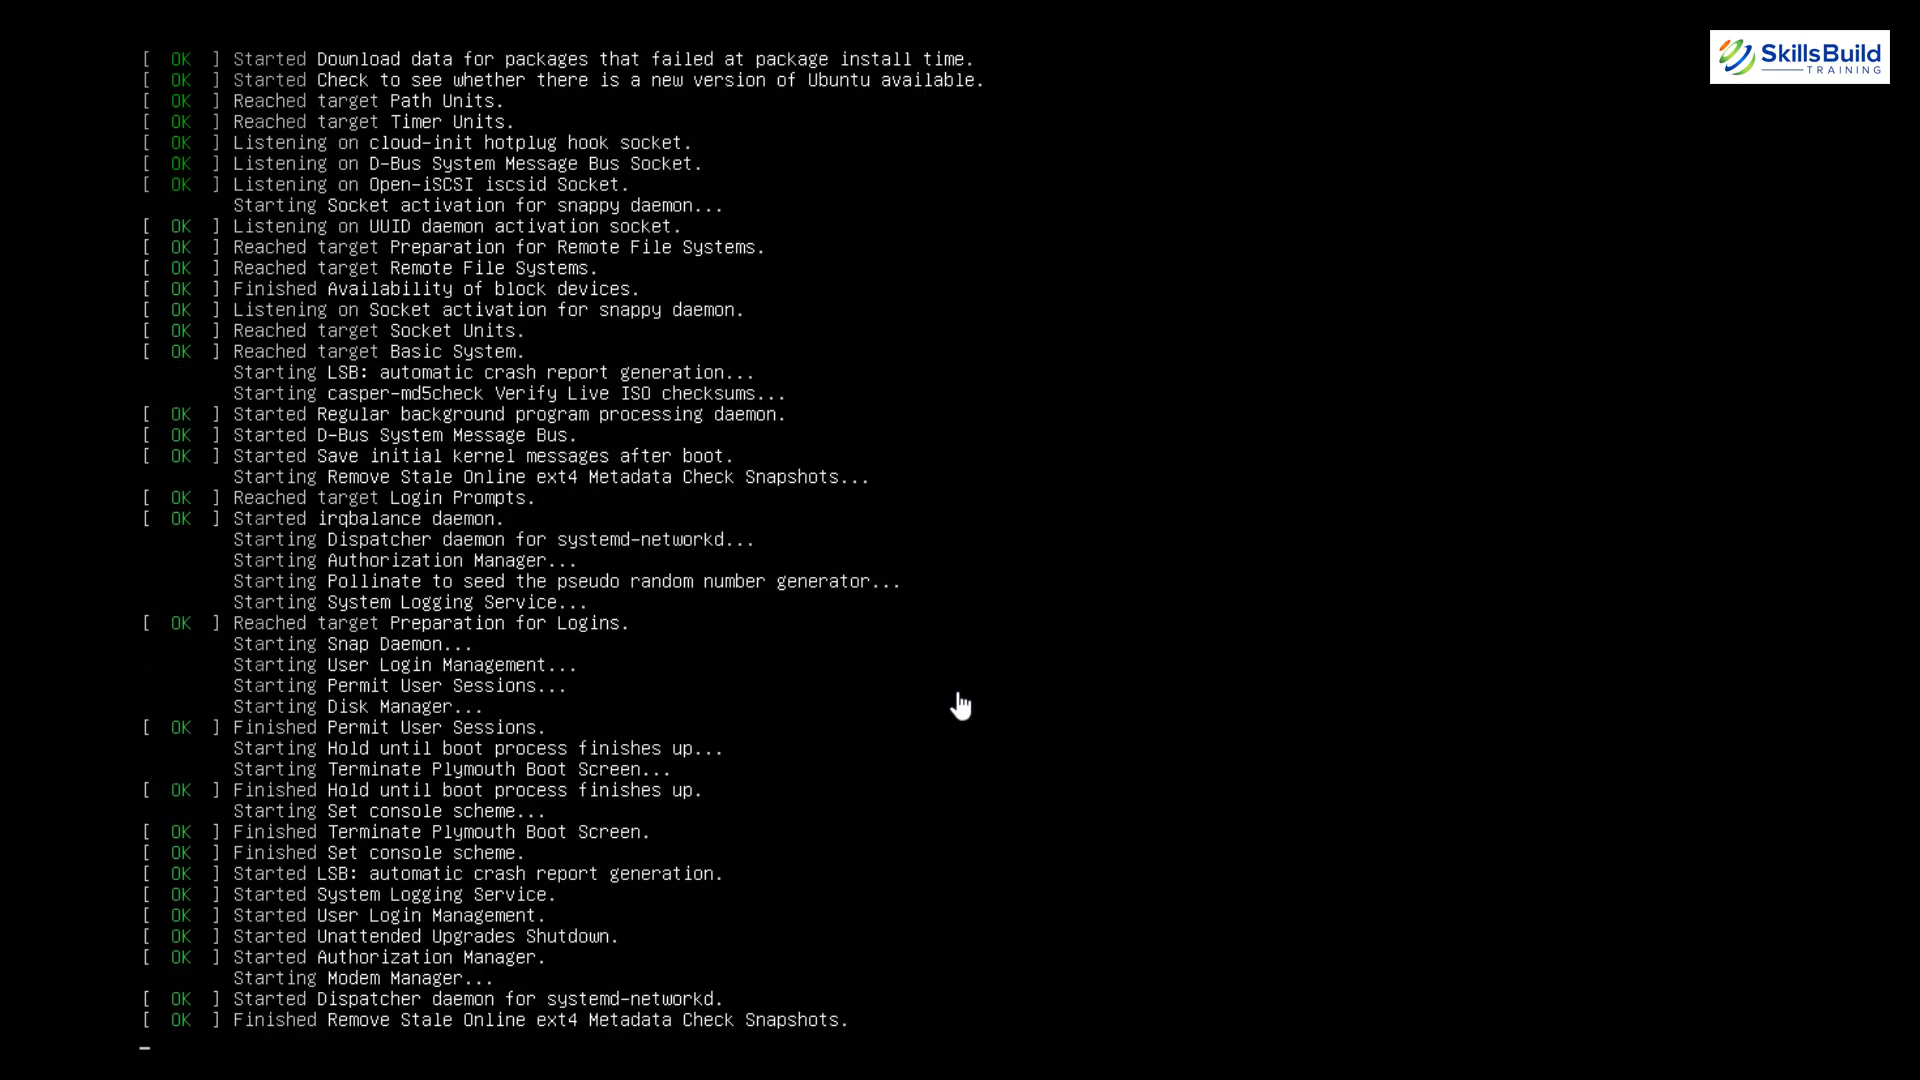 [  OK  ] Started Download data for packages that failed at package install time.
[  OK  ] Started Check to see whether there is a new version of Ubuntu available.
[  OK  ] Reached target Path Units.
[  OK  ] Reached target Timer Units.
[  OK  ] Listening on cloud-init hotplug hook socket.
[  OK  ] Listening on D-Bus System Message Bus Socket.
[  OK  ] Listening on Open-iSCSI iscsid Socket.
Starting Socket activation for snappy daemon...
[  OK  ] Listening on UUID daemon activation socket.
[  OK  ] Reached target Preparation for Remote File Systems.
[  OK  ] Reached target Remote File Systems.
[  OK  ] Finished Availability of block devices.
[  OK  ] Listening on Socket activation for snappy daemon.
[  OK  ] Reached target Socket Units.
[  OK  ] Reached target Basic System.
Starting LSB: automatic crash report generation...
Starting casper-md5check Verify Live ISO checksums...
[  OK  ] Started Regular background program processing daemon.
[  OK  ] Started D-Bus System Message Bus.
[  OK  ] Started Save initial kernel messages after boot.
Starting Remove Stale Online ext4 Metadata Check Snapshots...
[  OK  ] Reached target Login Prompts.
[  OK  ] Started irqbalance daemon.
Starting Dispatcher daemon for systemd-networkd...
Starting Authorization Manager...
Starting Pollinate to seed the pseudo random number generator...
Starting System Logging Service...
[  OK  ] Reached target Preparation for Logins.
Starting Snap Daemon...
Starting User Login Management...
Starting Permit User Sessions...
Starting Disk Manager...
[  OK  ] Finished Permit User Sessions.
Starting Hold until boot process finishes up...
Starting Terminate Plymouth Boot Screen...
[  OK  ] Finished Hold until boot process finishes up.
Starting Set console scheme...
[  OK  ] Finished Terminate Plymouth Boot Screen.
[  OK  ] Finished Set console scheme.
[  OK  ] Started LSB: automatic crash report generation.
[  OK  ] Started System Logging Service.
[  OK  ] Started User Login Management.
[  OK  ] Started Unattended Upgrades Shutdown.
[  OK  ] Started Authorization Manager.
Starting Modem Manager...
[  OK  ] Started Dispatcher daemon for systemd-networkd.
[  OK  ] Finished Remove Stale Online ext4 Metadata Check Snapshots.
SkillsBuild
TRAINING